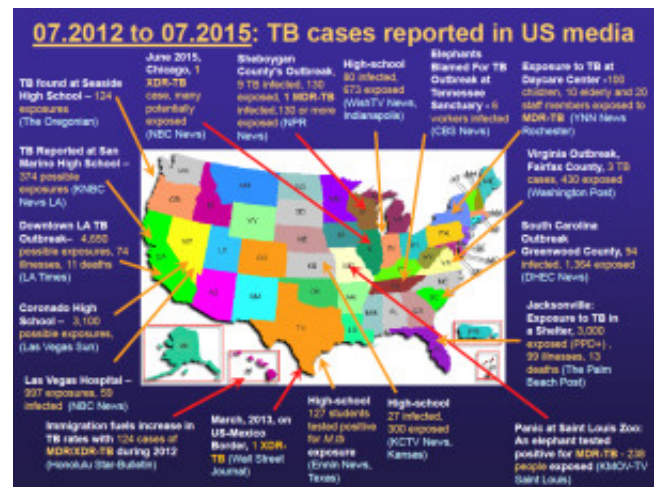 07.2012 to 07.2015: TB cases reported in US media
TB found at Seaside
High School – 134
exposures
(The Oregonian)
TB Reported at San
Marino High School –
374 possible
exposures (KNBC
News LA)
Downtown LA TB
Outbreak– 4,650
possible exposures, 74
illnesses, 11 deaths
(LA Times)
Coronado High
School – 3,100
possible exposures,
(Las Vegas Sun)
Las Vegas Hospital –
997 exposures, 59
infected (NBC News)
June 2015,
Chicago, 1
XDR-TB
case, many
potentially
exposed
(NBC News)
Sheboygan
County's Outbreak,
9 TB infected, 130
exposed, 1 MDR-TB
infected,130 or more
exposed (NPR
News)
High-school
80 infected,
673 exposed
(WishTV News,
Indianapolis)
Elephants
Blamed For TB
Outbreak at
Tennessee
Sanctuary – 6
workers infected
(CBS News)
Exposure to TB at
Daycare Center -100
children, 10 elderly and 20
staff members exposed to
MDR-TB (YNN News
Rochester)
Virginia Outbreak,
Fairfax County, 3 TB
cases, 430 exposed
(Washington Post)
South Carolina
Outbreak
Greenwood County, 94
infected, 1,364 exposed
(DHEC News)
Jacksonville:
Exposure to TB in
a Shelter, 3,000
exposed (PPD+) ,
99 illnesses, 13
deaths (The Palm
Beach Post)
Immigration fuels increase in
TB rates with 124 cases of
MDR/XDR-TB during 2012
(Honolulu Star-Bulletin)
March, 2013, on
US-Mexico
Border, 1 XDR-
TB (Wall Street
Journal)
High-school
127 students
tested positive
for M.tb
exposure
(Ennin News,
Texas)
High-school
27 infected,
300 exposed
(KCTV News,
Kansas)
Panic at Saint Louis Zoo:
An elephant tested
positive for MDR-TB - 238
people exposed (KMOV-TV
Saint Louis)